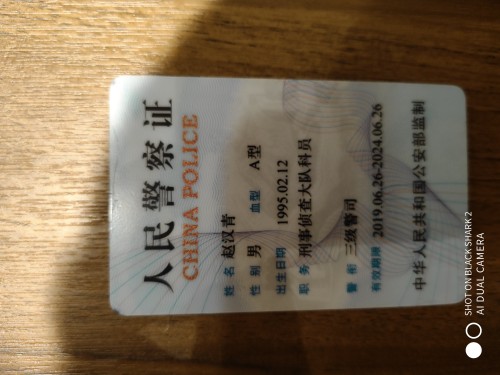 人民警察证
CHINA POLICE
姓名 赵汉青
性别 男 血型 A型
出生日期 1995.02.12
职务 刑事侦查大队科员
警衔 三级警司
有效期限 2019.06.26-2024.06.26
中华人民共和国公安部监制
SHOT ON BLACK SHARK 2
AI DUAL CAMERA